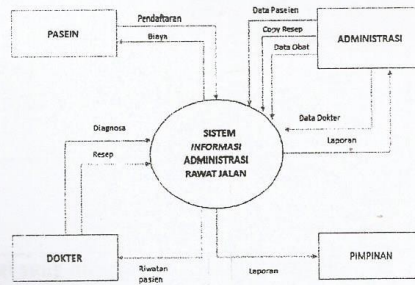 PASEIN
Pendaftaran
Biaya
Data Paseien
Copy Resep
Data Obat
ADMINISTRASI
Data Dokter
Laporan
Diagnosa
Resep
SISTEM
INFORMASI
ADMINISTRASI
RAWAT JALAN
DOKTER
Riwatan
pasien
Laporan
PIMPINAN